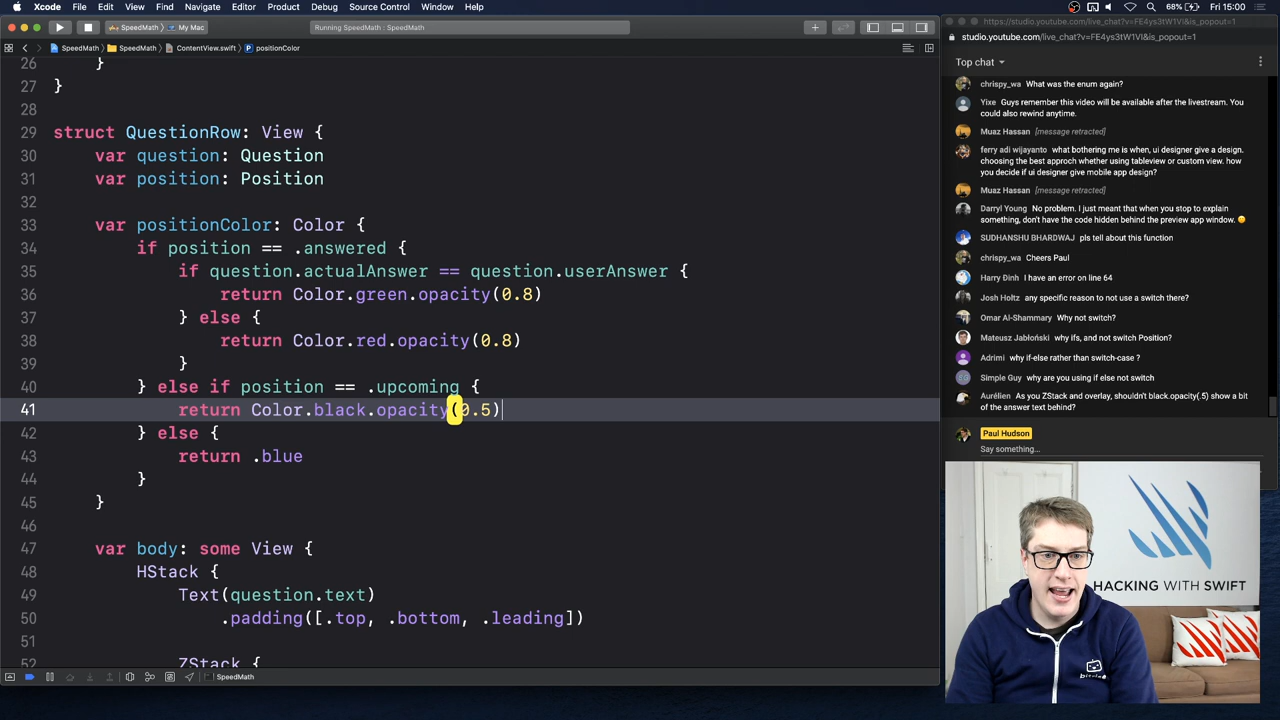 Xcode File Edit View Find Navigate Editor Product Debug Source Control Window Help 68% Fri 15:00
SpeedMath My Mac Running SpeedMath : SpeedMath
SpeedMath SpeedMath ContentView.swift P positionColor
26 }
27 }
28
29 struct QuestionRow: View {
30 var question: Question
31 var position: Position
32
33 var positionColor: Color {
34 if position == .answered {
35 if question.actualAnswer == question.userAnswer {
36 return Color.green.opacity(0.8)
37 } else {
38 return Color.red.opacity(0.8)
39 }
40 } else if position == .upcoming {
41 return Color.black.opacity(0.5)
42 } else {
43 return .blue
44 }
45 }
46
47 var body: some View {
48 HStack {
49 Text(question.text)
50 .padding([.top, .bottom, .leading])
51
52 ZStack {
SpeedMath
https://studio.youtube.com/live_chat?v=FE4ys3tW1VI&is_popout=1
studio.youtube.com/live_chat?v=FE4ys3tW1VI&is_popout=1
Top chat
chrispy_wa What was the enum again?
Yixe Guys remember this video will be available after the livestream. You
could also rewind anytime.
Muaz Hassan [message retracted]
ferry adi wijayanto what bothering me is when, ui designer give a design.
choosing the best approch whether using tableview or custom view. how
you decide if ui designer give mobile app design?
Muaz Hassan [message retracted]
Darryl Young No problem. I just meant that when you stop to explain
something, don't have the code hidden behind the preview app window. 😊
SUDHANSHU BHARDWAJ pls tell about this function
chrispy_wa Cheers Paul
Harry Đinh I have an error on line 64
Josh Holtz any specific reason to not use a switch there?
Omar Al-Shammary Why not switch?
Mateusz Jabłoński why ifs, and not switch Position?
Adrimi why if-else rather than switch-case ?
SG Simple Guy why are you using if else not switch
Aurélien As you ZStack and overlay, shouldn't black.opacity(.5) show a bit
of the answer text behind?
Paul Hudson
Say something...
HACKING WITH SWIFT